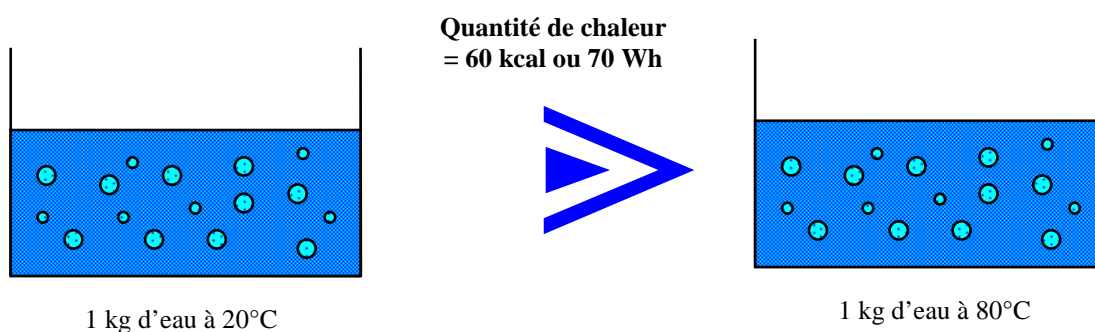 Quantité de chaleur
= 60 kcal ou 70 Wh
1 kg d’eau à 20°C
1 kg d’eau à 80°C